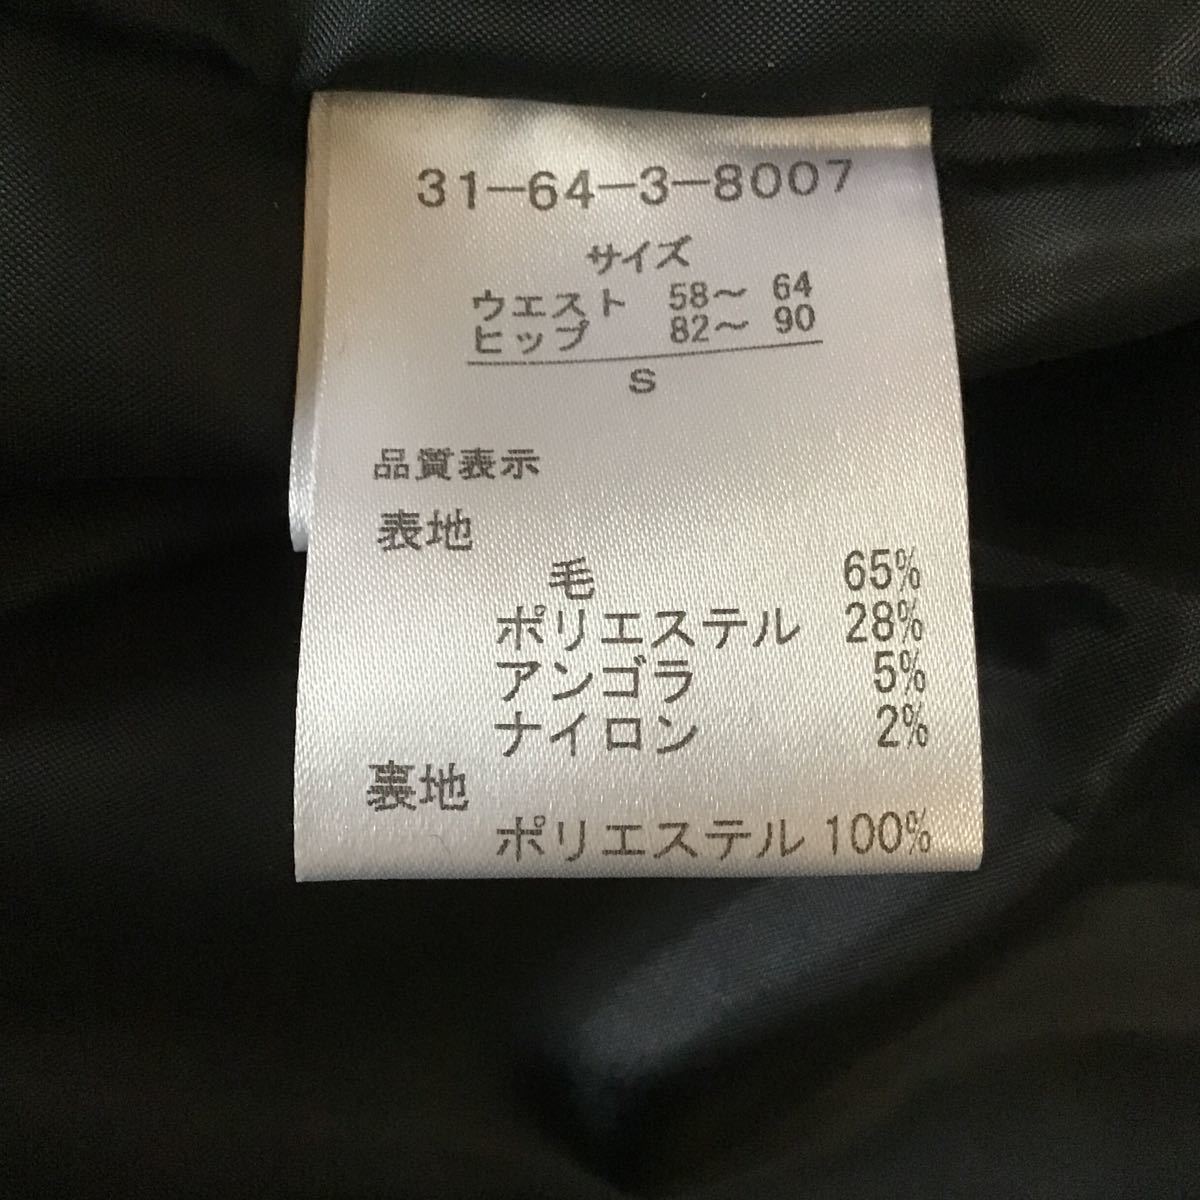 31-64-3-8007
サイズ
ウエスト 58～ 64
ヒップ 82～ 90
S
品質表示
表地
毛 65%
ポリエステル 28%
アンゴラ 5%
ナイロン 2%
裏地
ポリエステル 100%